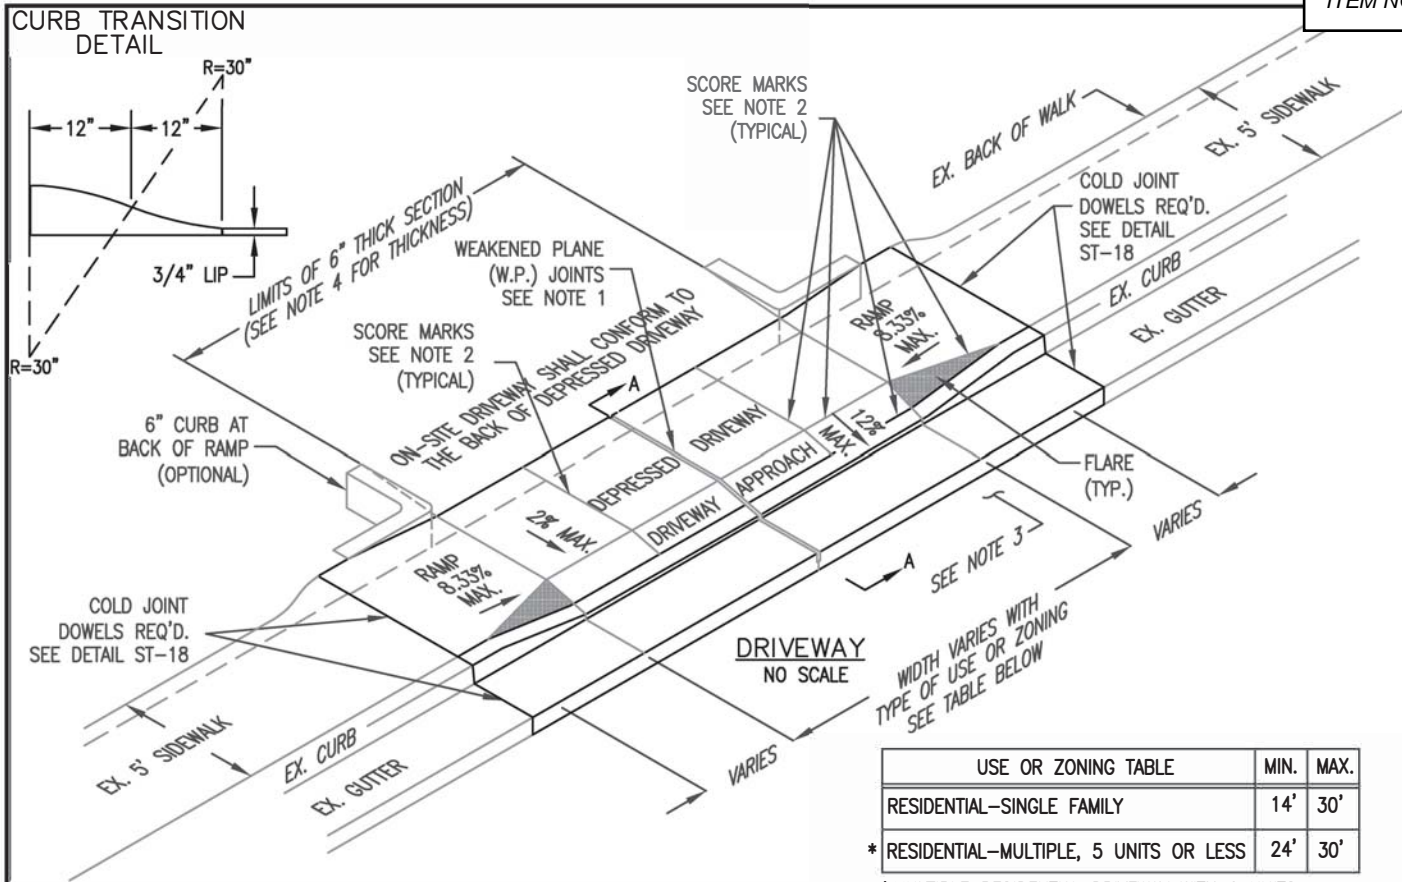 CURB TRANSITION
DETAIL
ITEM NO
R=30"
12"
12"
3/4" LIP
R=30"
SCORE MARKS
SEE NOTE 2
(TYPICAL)
EX. BACK OF WALK
EX. 5' SIDEWALK
COLD JOINT
DOWELS REQ'D.
SEE DETAIL
ST-18
EX. CURB
EX. GUTTER
LIMITS OF 6" THICK SECTION
(SEE NOTE 4 FOR THICKNESS)
WEAKENED PLANE
(W.P.) JOINTS
SEE NOTE 1
SCORE MARKS
SEE NOTE 2
(TYPICAL)
ON-SITE DRIVEWAY SHALL CONFORM TO
THE BACK OF DEPRESSED DRIVEWAY
6" CURB AT
BACK OF RAMP
(OPTIONAL)
A
RAMP
8.33%
MAX.
DEPRESSED DRIVEWAY
DRIVEWAY APPROACH
12%
MAX.
2% MAX.
RAMP
8.33%
MAX.
FLARE
(TYP.)
VARIES
SEE NOTE 3
A
COLD JOINT
DOWELS REQ'D.
SEE DETAIL ST-18
DRIVEWAY
NO SCALE
WIDTH VARIES WITH
TYPE OF USE OR ZONING
SEE TABLE BELOW
VARIES
EX. 5' SIDEWALK
EX. CURB
EX. GUTTER
USE OR ZONING TABLE MIN. MAX.
RESIDENTIAL-SINGLE FAMILY 14' 30'
* RESIDENTIAL-MULTIPLE, 5 UNITS OR LESS 24' 30'